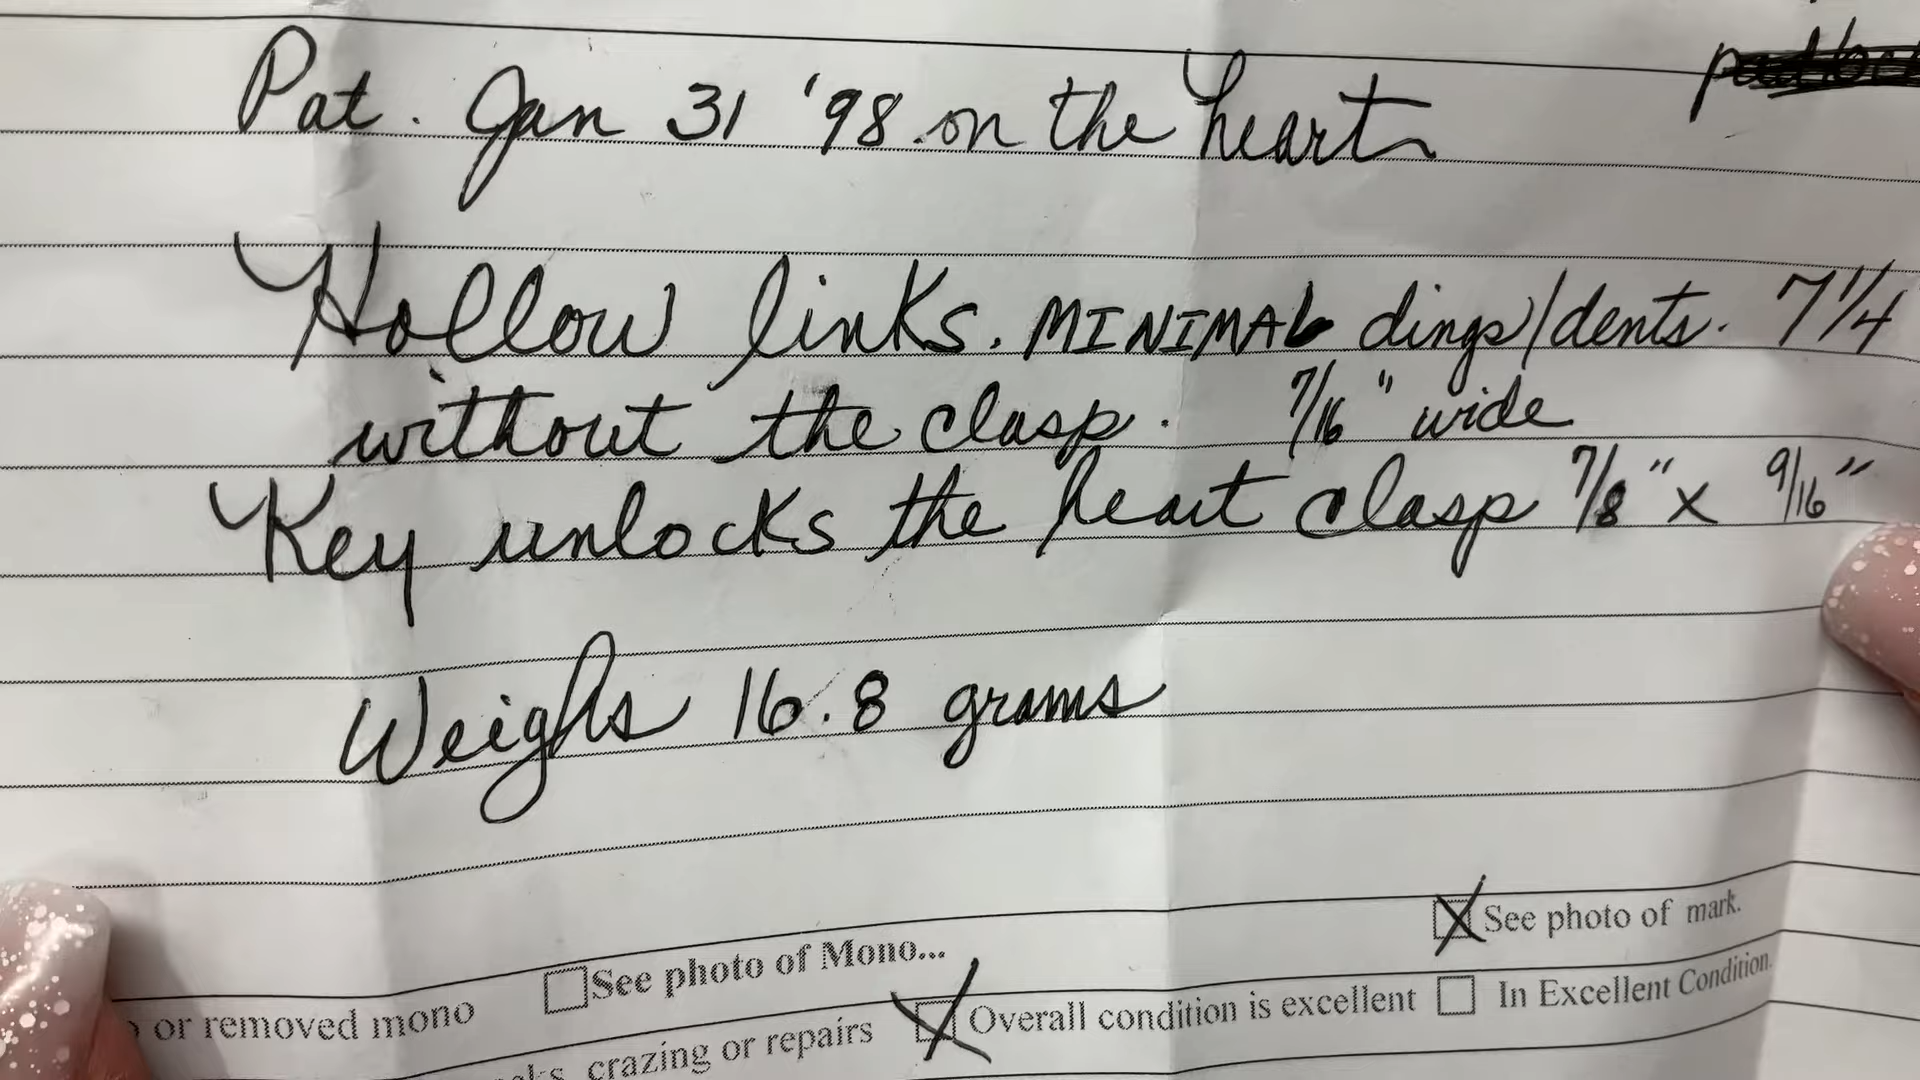 padlock
Pat. Jan 31 '98 on the heart
Hollow links. MINIMAL dings/dents. 7 1/4
without the clasp. 7/16" wide
Key unlocks the heart clasp 7/8" x 9/16"
Weighs 16.8 grams
See photo of mark.
See photo of Mono...
or removed mono
Overall condition is excellent In Excellent Condition.
crazing or repairs